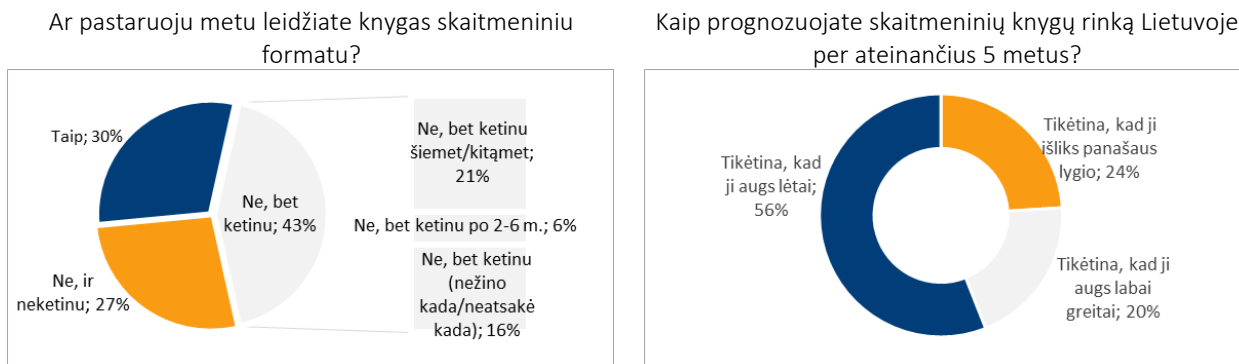 Ar pastaruoju metu leidžiate knygas skaitmeniniu
formatu?
Taip; 30%
Ne, bet
ketinu; 43%
Ne, ir
neketinu; 27%
Ne, bet ketinu
šiemet/kitąmet;
21%
Ne, bet ketinu po 2-6 m.; 6%
Ne, bet ketinu
(nežino
kada/neatsakė
kada); 16%
Kaip prognozuojate skaitmeninių knygų rinką Lietuvoje
per ateinančius 5 metus?
Tikėtina, kad
ji augs lėtai;
56%
Tikėtina, kad ji
išliks panašaus
lygio; 24%
Tikėtina, kad ji
augs labai
greitai; 20%